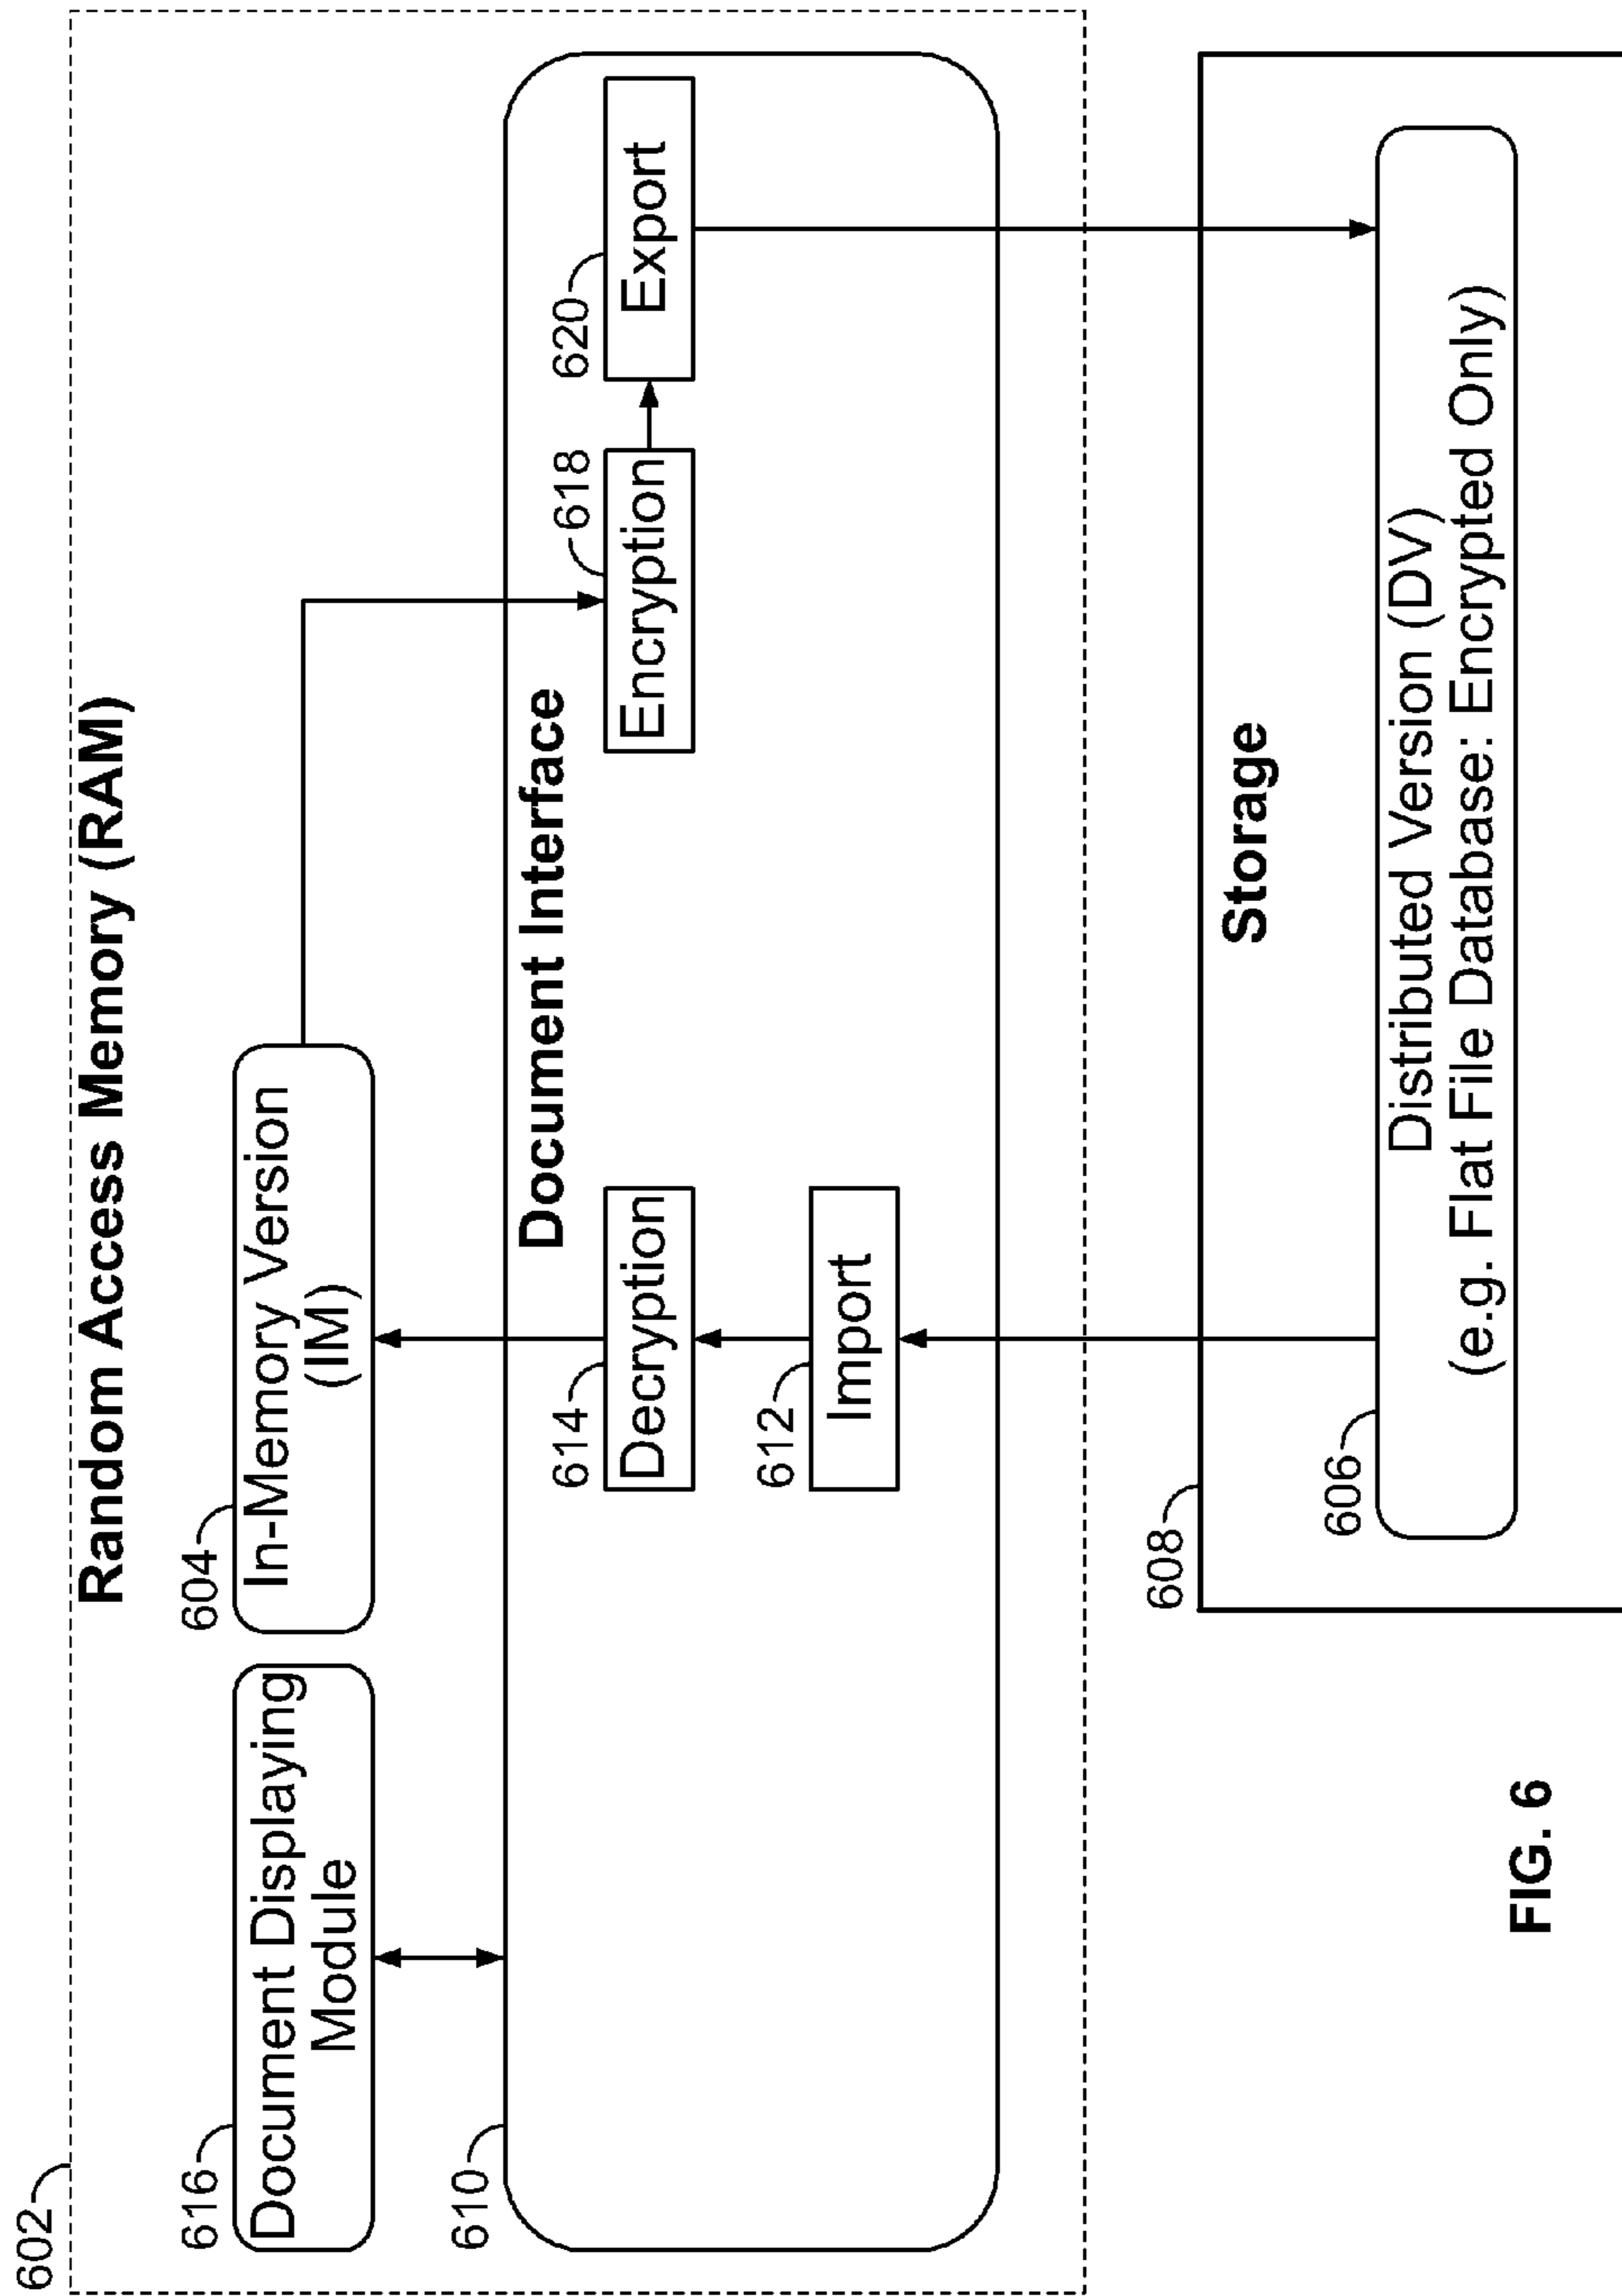 602
Random Access Memory (RAM)
616
Document Displaying
Module
604
In-Memory Version
(IM)
610
Document Interface
614
Decryption
618
Encryption
620
Export
612
Import
608
Storage
606
Distributed Version (DV)
(e.g. Flat File Database: Encrypted Only)
FIG. 6